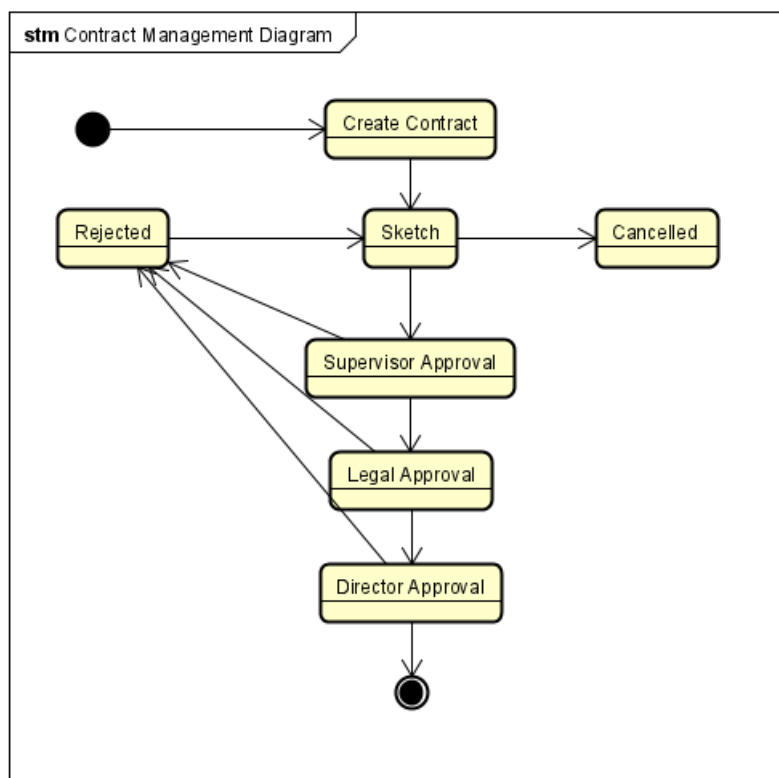 stm Contract Management Diagram
Create Contract
Rejected
Sketch
Cancelled
Supervisor Approval
Legal Approval
Director Approval